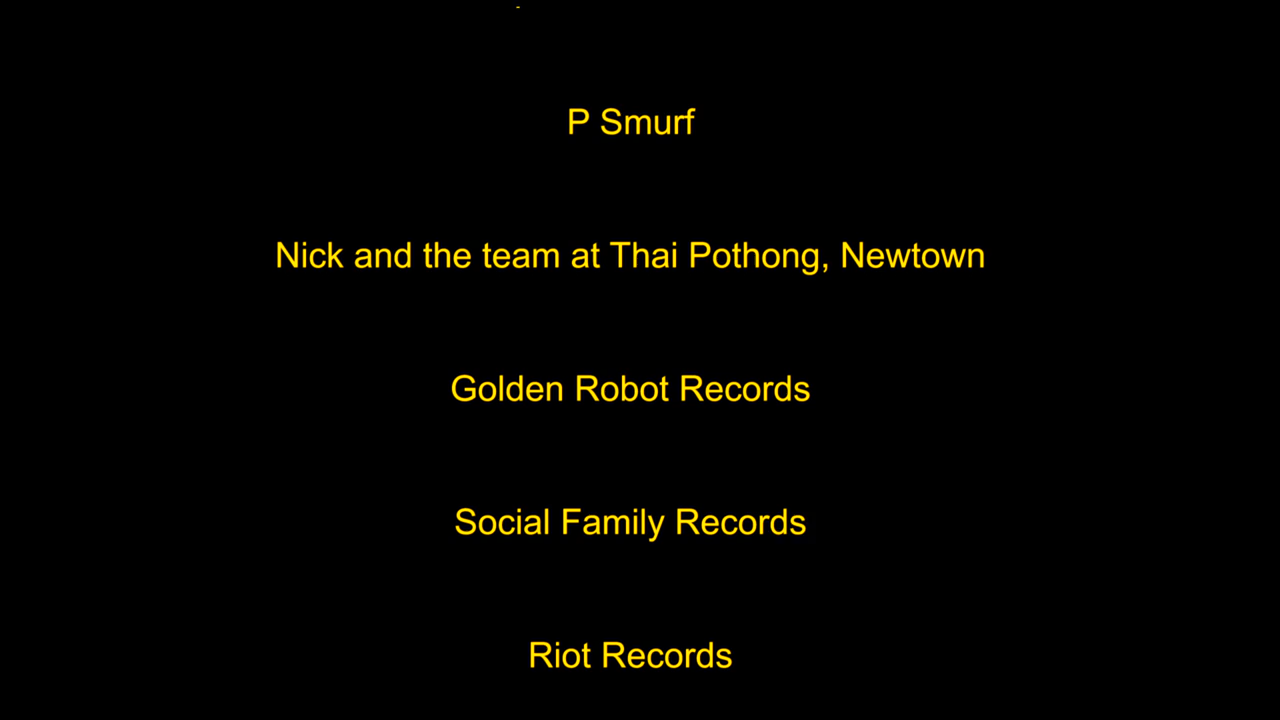 P Smurf
Nick and the team at Thai Pothong, Newtown
Golden Robot Records
Social Family Records
Riot Records